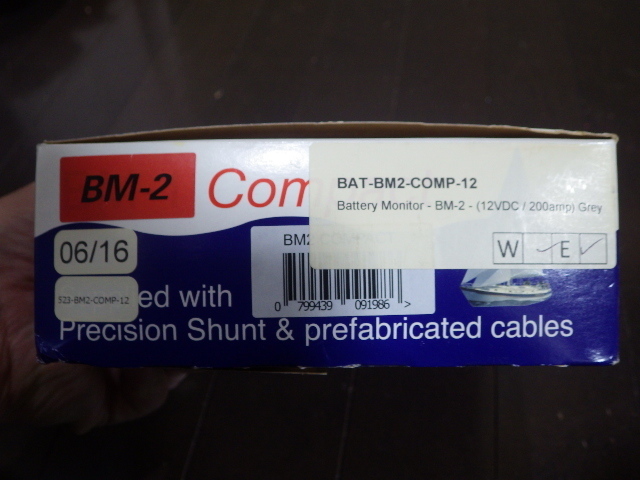 BM-2 Com
BAT-BM2-COMP-12
Battery Monitor - BM-2 - (12VDC / 200amp) Grey
W E
06/16
BM2
523-BM2-COMP-12
ed with
0 799439 091986 >
Precision Shunt & prefabricated cables